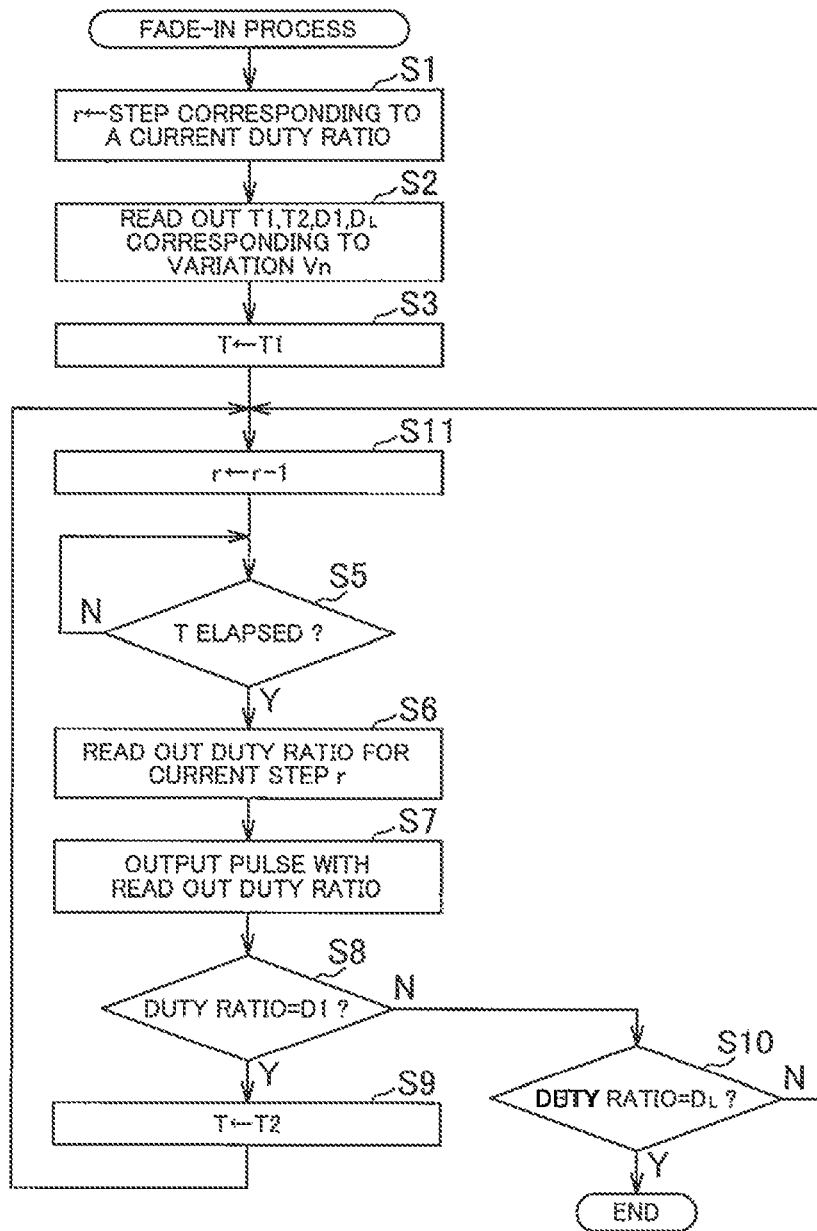 FADE-IN PROCESS
S1
r←STEP CORRESPONDING TO
A CURRENT DUTY RATIO
S2
READ OUT T1,T2,D1,DL
CORRESPONDING TO
VARIATION Vn
S3
T←T1
S11
r←r-1
S5
N
T ELAPSED ?
Y
S6
READ OUT DUTY RATIO FOR
CURRENT STEP r
S7
OUTPUT PULSE WITH
READ OUT DUTY RATIO
S8
N
DUTY RATIO=D1 ?
Y
S10
N
DUTY RATIO=DL ?
S9
T←T2
Y
END